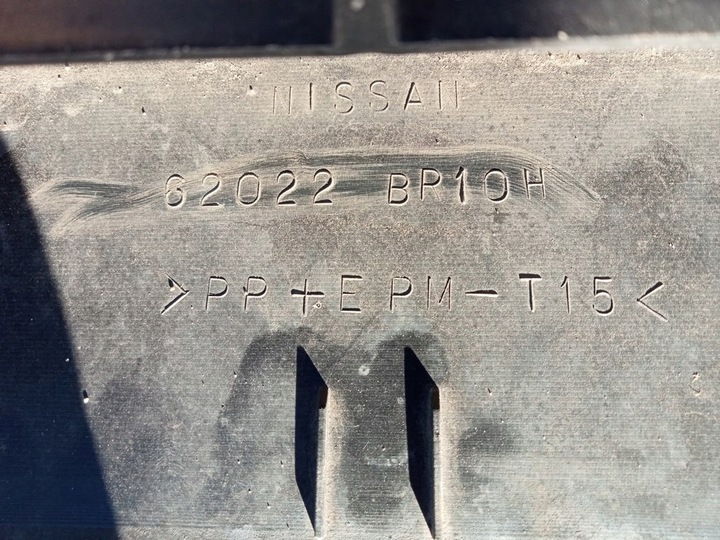 NISSAN
62022 BP10H
>PP+EPM-T15<